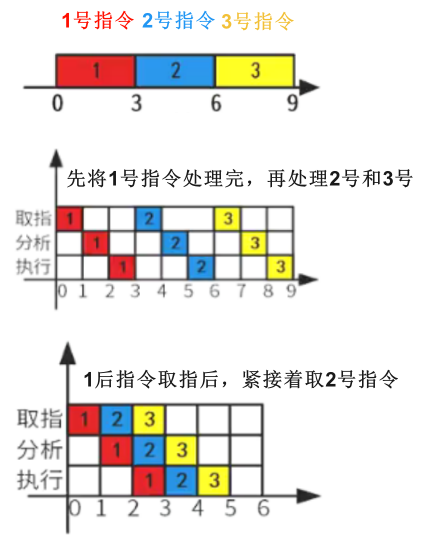 1号指令 2号指令 3号指令
1 2 3
0 3 6 9
先将1号指令处理完，再处理2号和3号
取指 1 2 3
分析 1 2 3
执行 1 2 3
0 1 2 3 4 5 6 7 8 9
1后指令取指后，紧接着取2号指令
取指 1 2 3
分析 1 2 3
执行 1 2 3
0 1 2 3 4 5 6